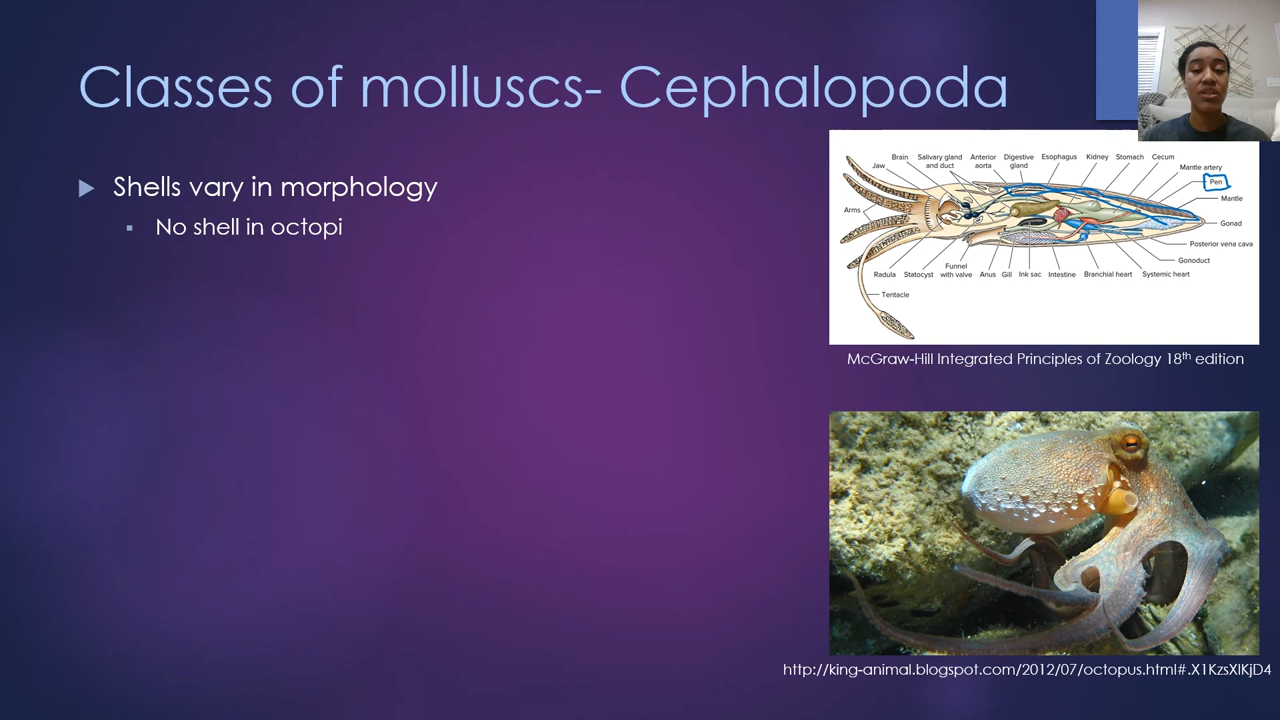 Classes of molluscs- Cephalopoda
Shells vary in morphology
No shell in octopi
Brain
Salivary gland
and duct
Anterior
aorta
Digestive
gland
Esophagus
Kidney
Stomach
Cecum
Jaw
Mantle artery
Pen
Mantle
Arms
Gonad
Posterior vena cava
Gonoduct
Radula
Statocyst
Funnel
with valve
Anus
Gill
Ink sac
Intestine
Branchial heart
Systemic heart
Tentacle
McGraw-Hill Integrated Principles of Zoology 18th edition
http://king-animal.blogspot.com/2012/07/octopus.html#.X1KzsXlKjD4